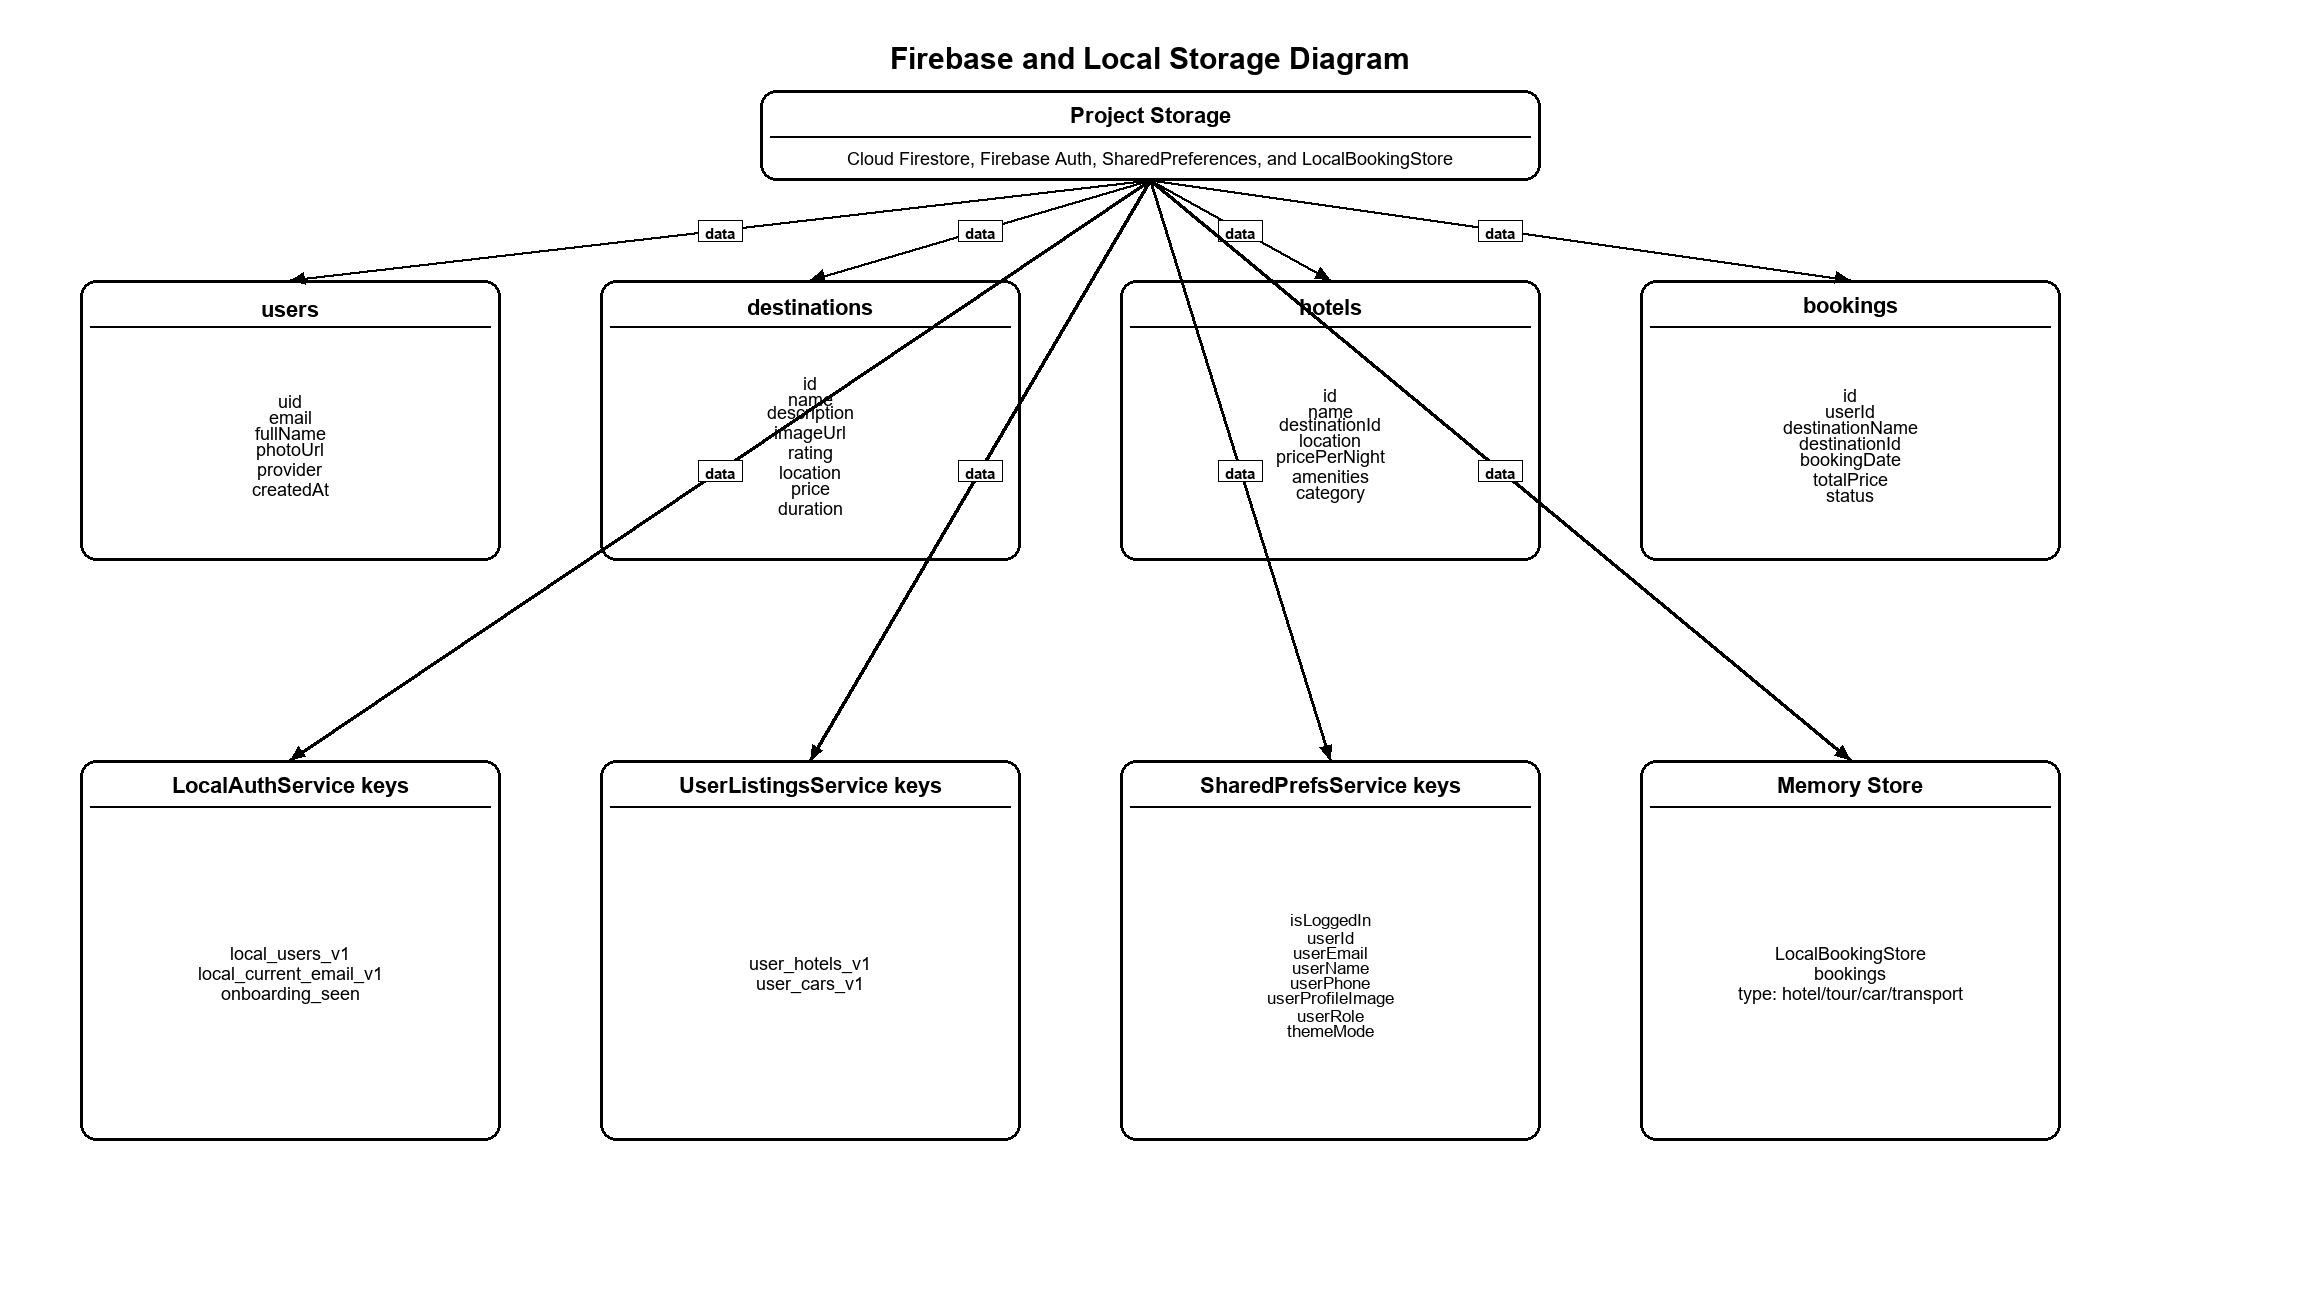 Firebase and Local Storage Diagram
Project Storage
Cloud Firestore, Firebase Auth, SharedPreferences, and LocalBookingStore
data
data
data
data
users
uid
email
fullName
photoUrl
provider
createdAt
destinations
id
name
description
imageUrl
rating
location
price
duration
hotels
id
name
destinationId
location
pricePerNight
amenities
category
bookings
id
userId
destinationName
destinationId
bookingDate
totalPrice
status
data
data
data
data
LocalAuthService keys
local_users_v1
local_current_email_v1
onboarding_seen
UserListingsService keys
user_hotels_v1
user_cars_v1
SharedPrefsService keys
isLoggedIn
userId
userEmail
userName
userPhone
userProfileImage
userRole
themeMode
Memory Store
LocalBookingStore
bookings
type: hotel/tour/car/transport